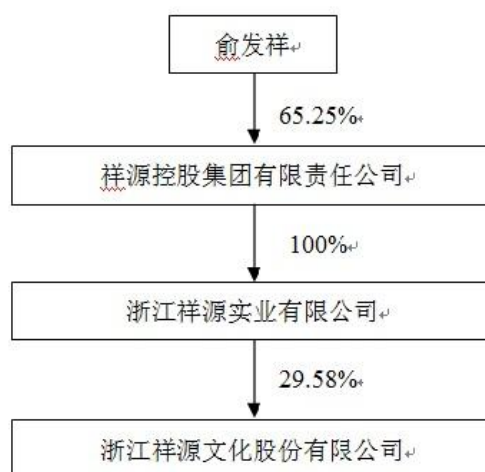 俞发祥
65.25%
祥源控股集团有限责任公司
100%
浙江祥源实业有限公司
29.58%
浙江祥源文化股份有限公司